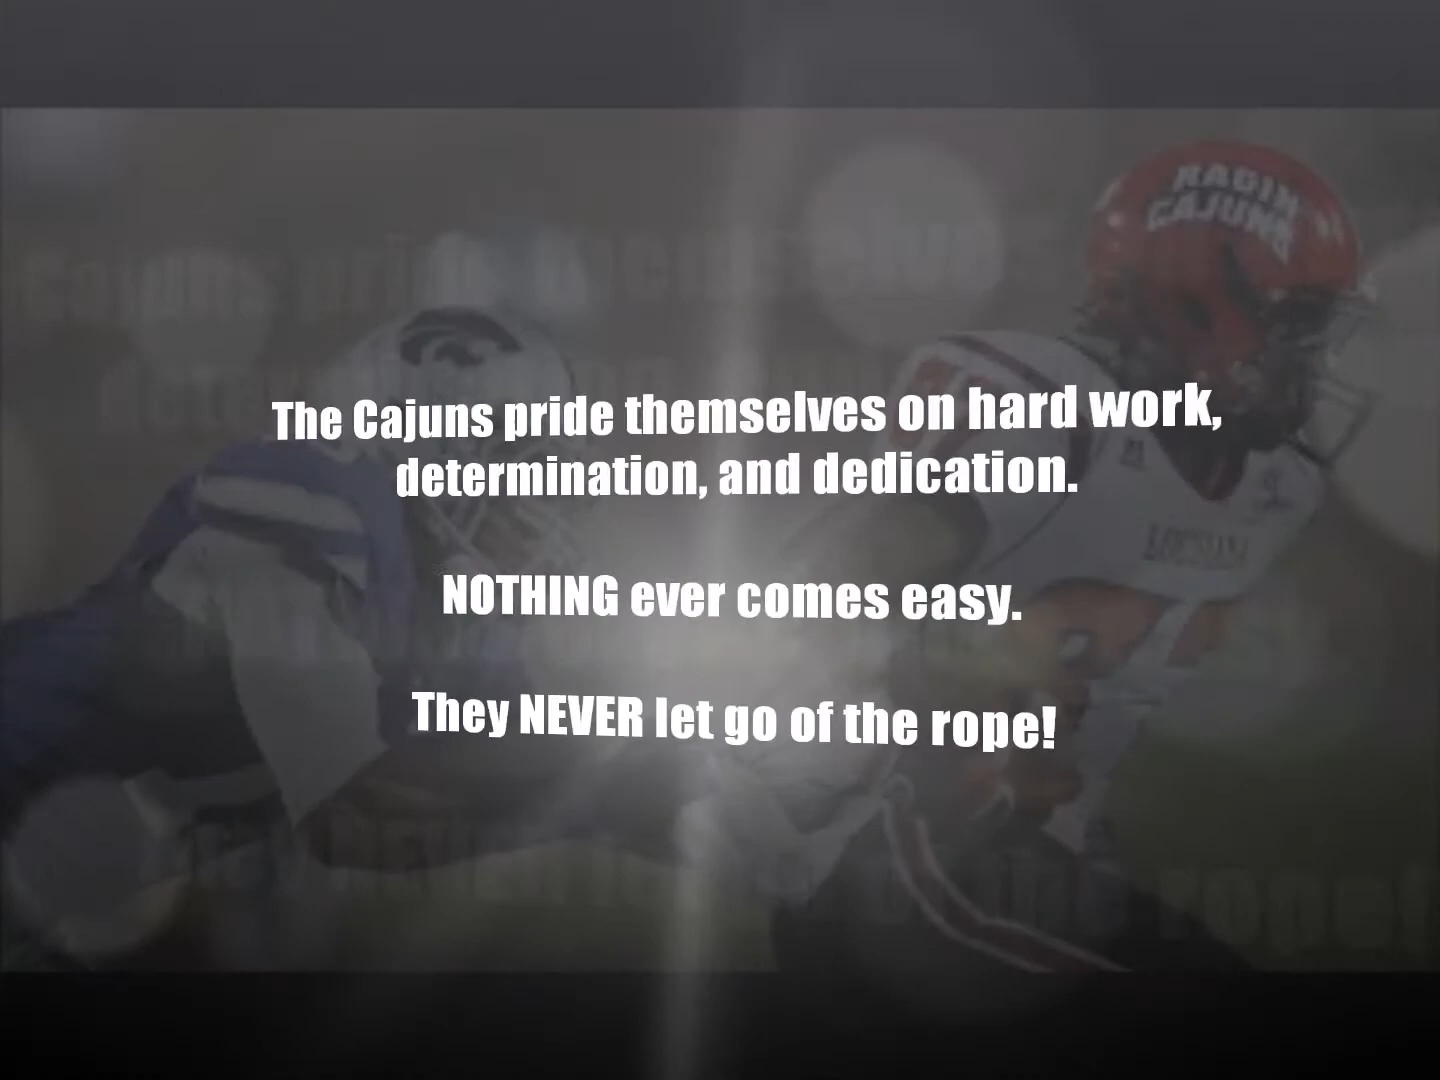 RAGIN
CAJUNS
The Cajuns pride themselves on hard work,
determination, and dedication.
NOTHING ever comes easy.
They NEVER let go of the rope!